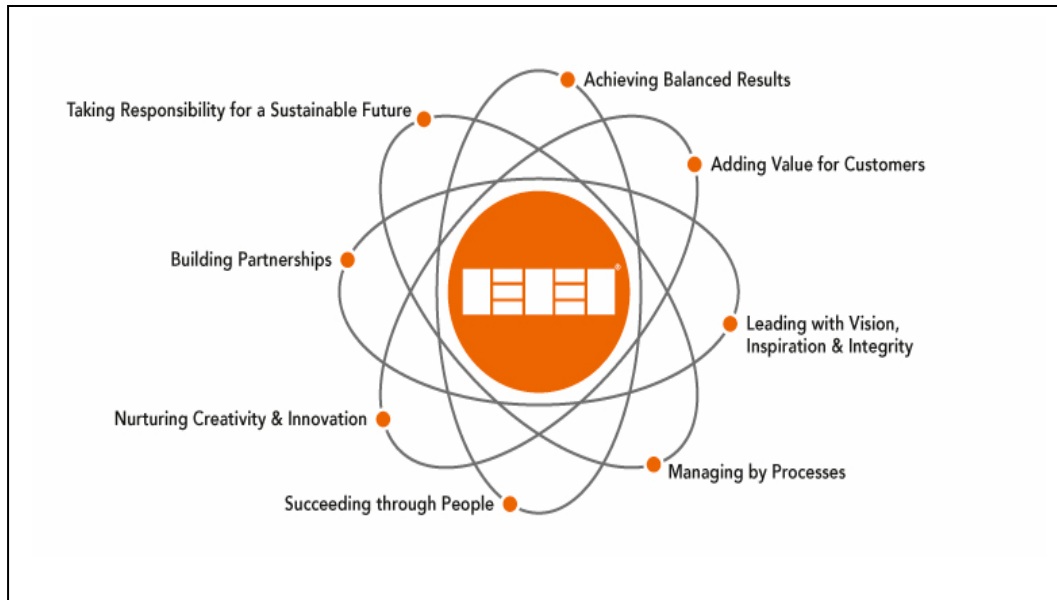 Achieving Balanced Results
Taking Responsibility for a Sustainable Future
Adding Value for Customers
Building Partnerships
®
Leading with Vision,
Inspiration & Integrity
Nurturing Creativity & Innovation
Managing by Processes
Succeeding through People